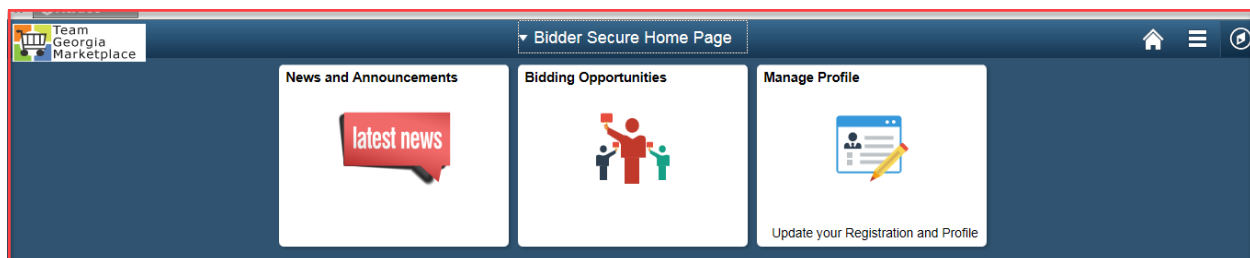 Team
Georgia
Marketplace
Bidder Secure Home Page
News and Announcements
Bidding Opportunities
Manage Profile
latest news
Update your Registration and Profile